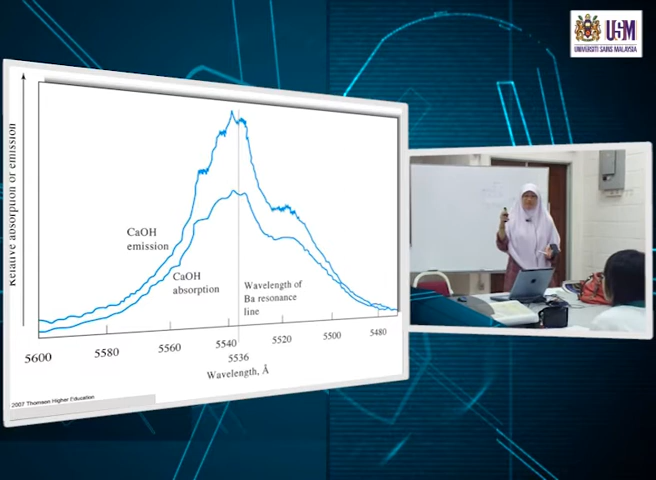 USM
UNIVERSITI SAINS MALAYSIA
Relative absorption or emission
CaOH
emission
CaOH
absorption
Wavelength of
Ba resonance
line
5600
5580
5560
5540
5520
5500
5480
5536
Wavelength, Å
2007 Thomson Higher Education